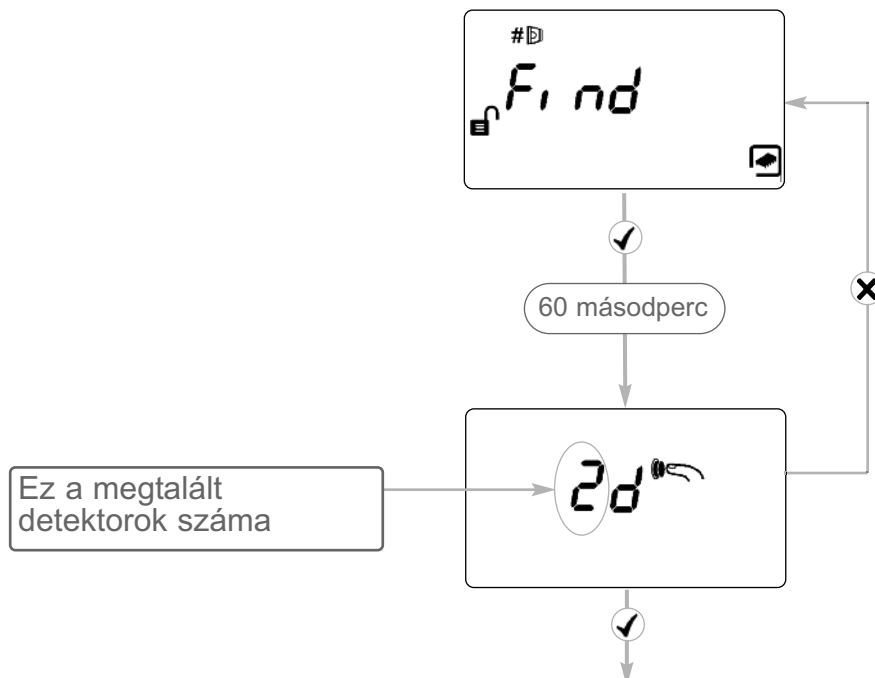 #
Find
60 másodperc
2d
Ez a megtalált
detektorok száma